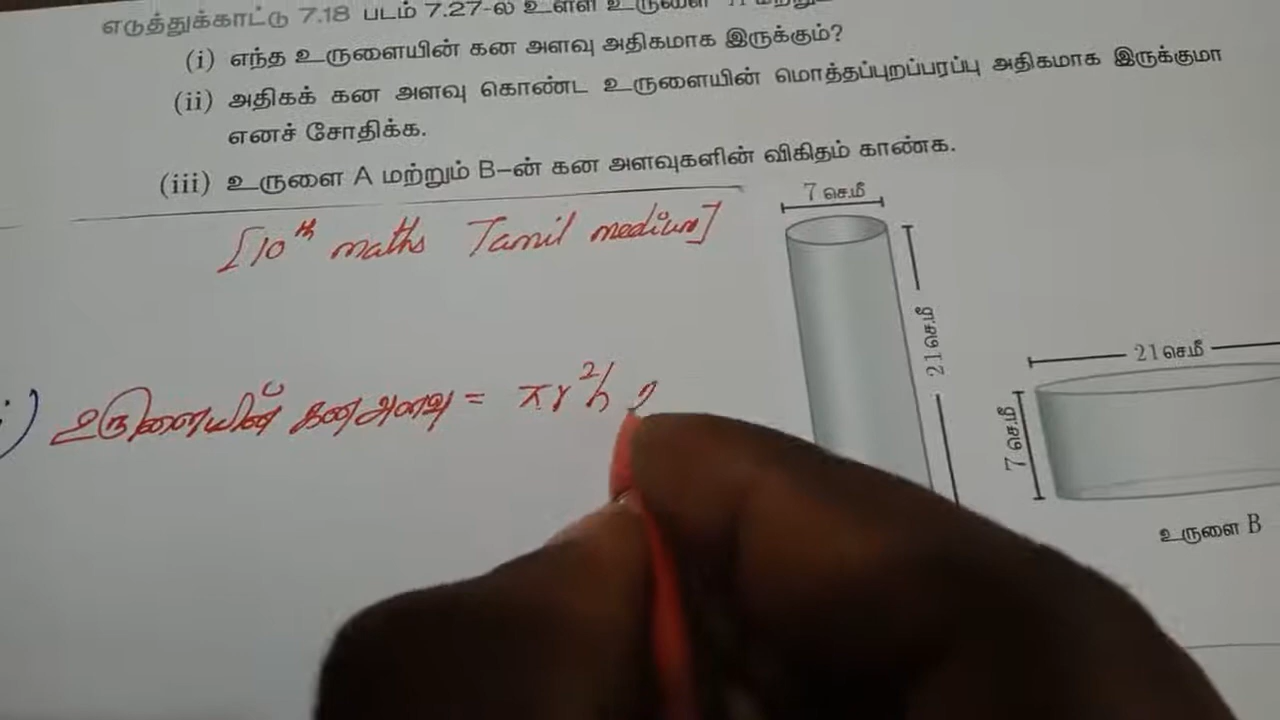 எடுத்துக்காட்டு 7.18 படம் 7.27-ல் உள்ள உருளை A மற்றும்
(i) எந்த உருளையின் கன அளவு அதிகமாக இருக்கும்?
(ii) அதிகக் கன அளவு கொண்ட உருளையின் மொத்தப்புறப்பரப்பு அதிகமாக இருக்குமா
எனச் சோதிக்க.
(iii) உருளை A மற்றும் B-ன் கன அளவுகளின் விகிதம் காண்க.
[10th maths Tamil medium]
7 செ.மீ
21 செ.மீ
21 செ.மீ
7 செ.மீ
உருளை B
i) உருளையின் கனஅளவு = πr²h